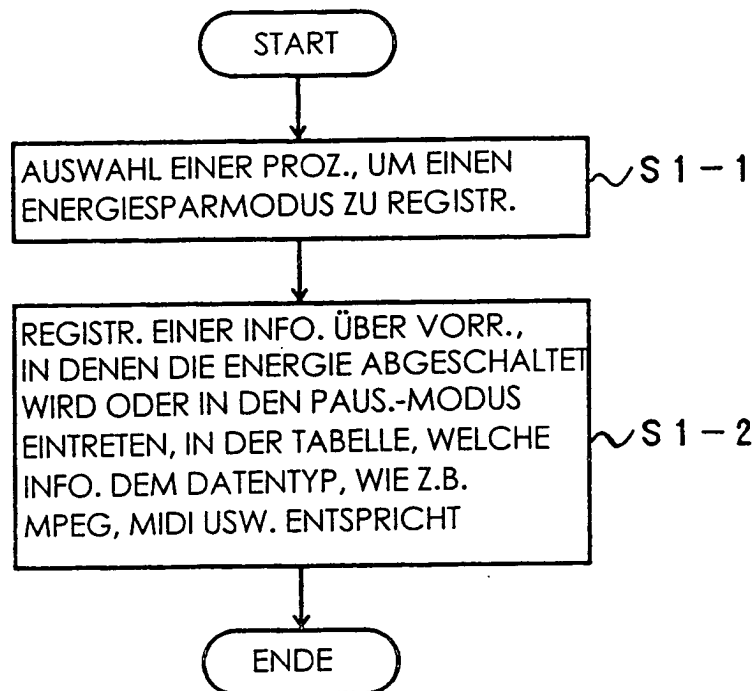 START
AUSWAHL EINER PROZ., UM EINEN
ENERGIESPARMODUS ZU REGISTR.
S1-1
REGISTR. EINER INFO. ÜBER VORR.,
IN DENEN DIE ENERGIE ABGESCHALTET
WIRD ODER IN DEN PAUS.-MODUS
EINTRETEN, IN DER TABELLE, WELCHE
INFO. DEM DATENTYP, WIE Z.B.
MPEG, MIDI USW. ENTSPRICHT
S1-2
ENDE